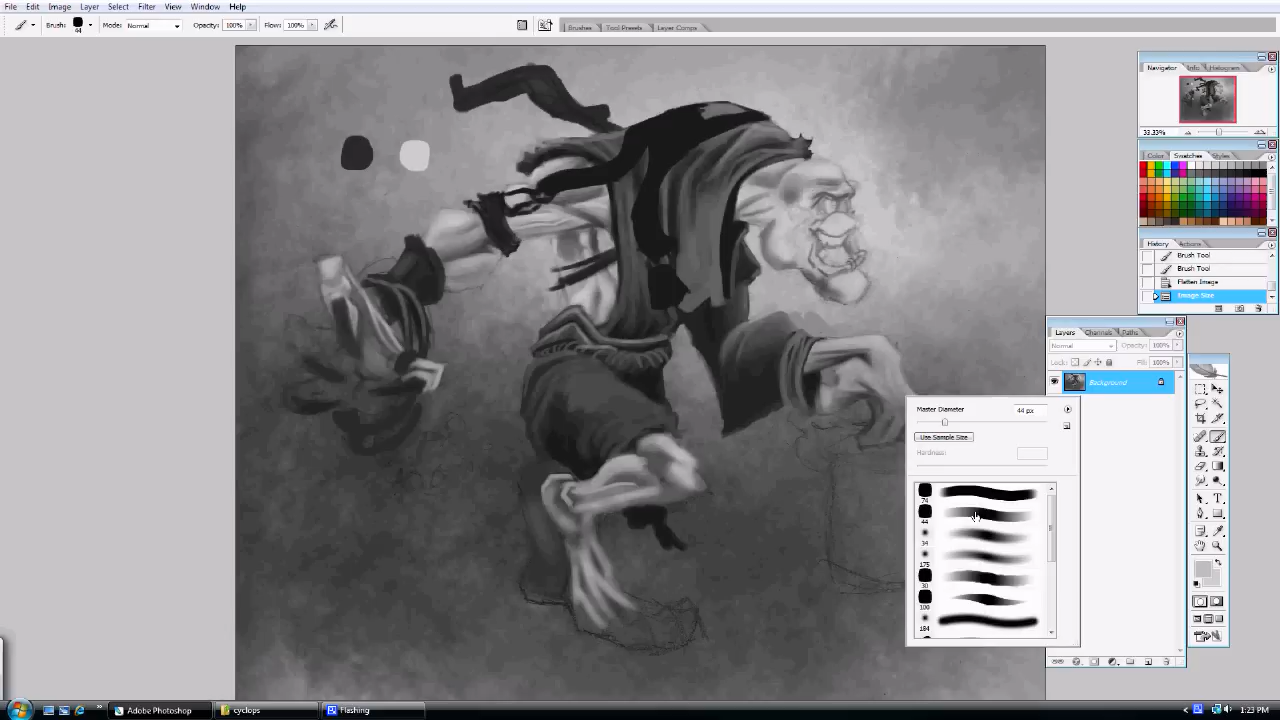 File Edit Image Layer Select Filter View Window Help
Brush: 44 Mode: Normal Opacity: 100% Flow: 100% Brushes Tool Presets Layer Comps
Navigator Info Histogram
33.33%
Color Swatches Styles
History Actions
Brush Tool
Brush Tool
Flatten Image
Image Size
Layers Channels Paths
Normal Opacity: 100%
Lock: Fill: 100%
Background
Master Diameter 44 px
Use Sample Size
Hardness:
74
44
34
175
30
100
184
Adobe Photoshop cyclops Flashing 1:23 PM